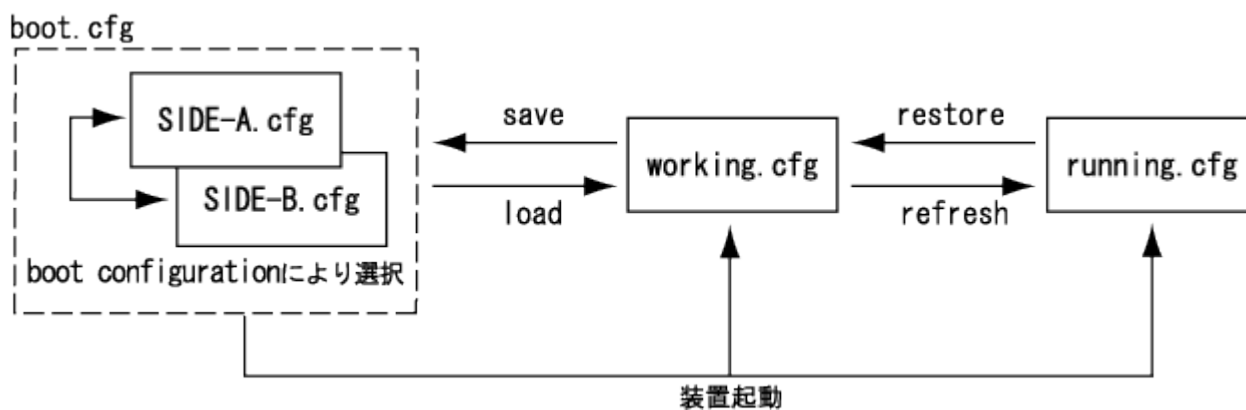 boot.cfg
SIDE-A.cfg
SIDE-B.cfg
boot configurationにより選択
save
load
working.cfg
restore
refresh
running.cfg
装置起動